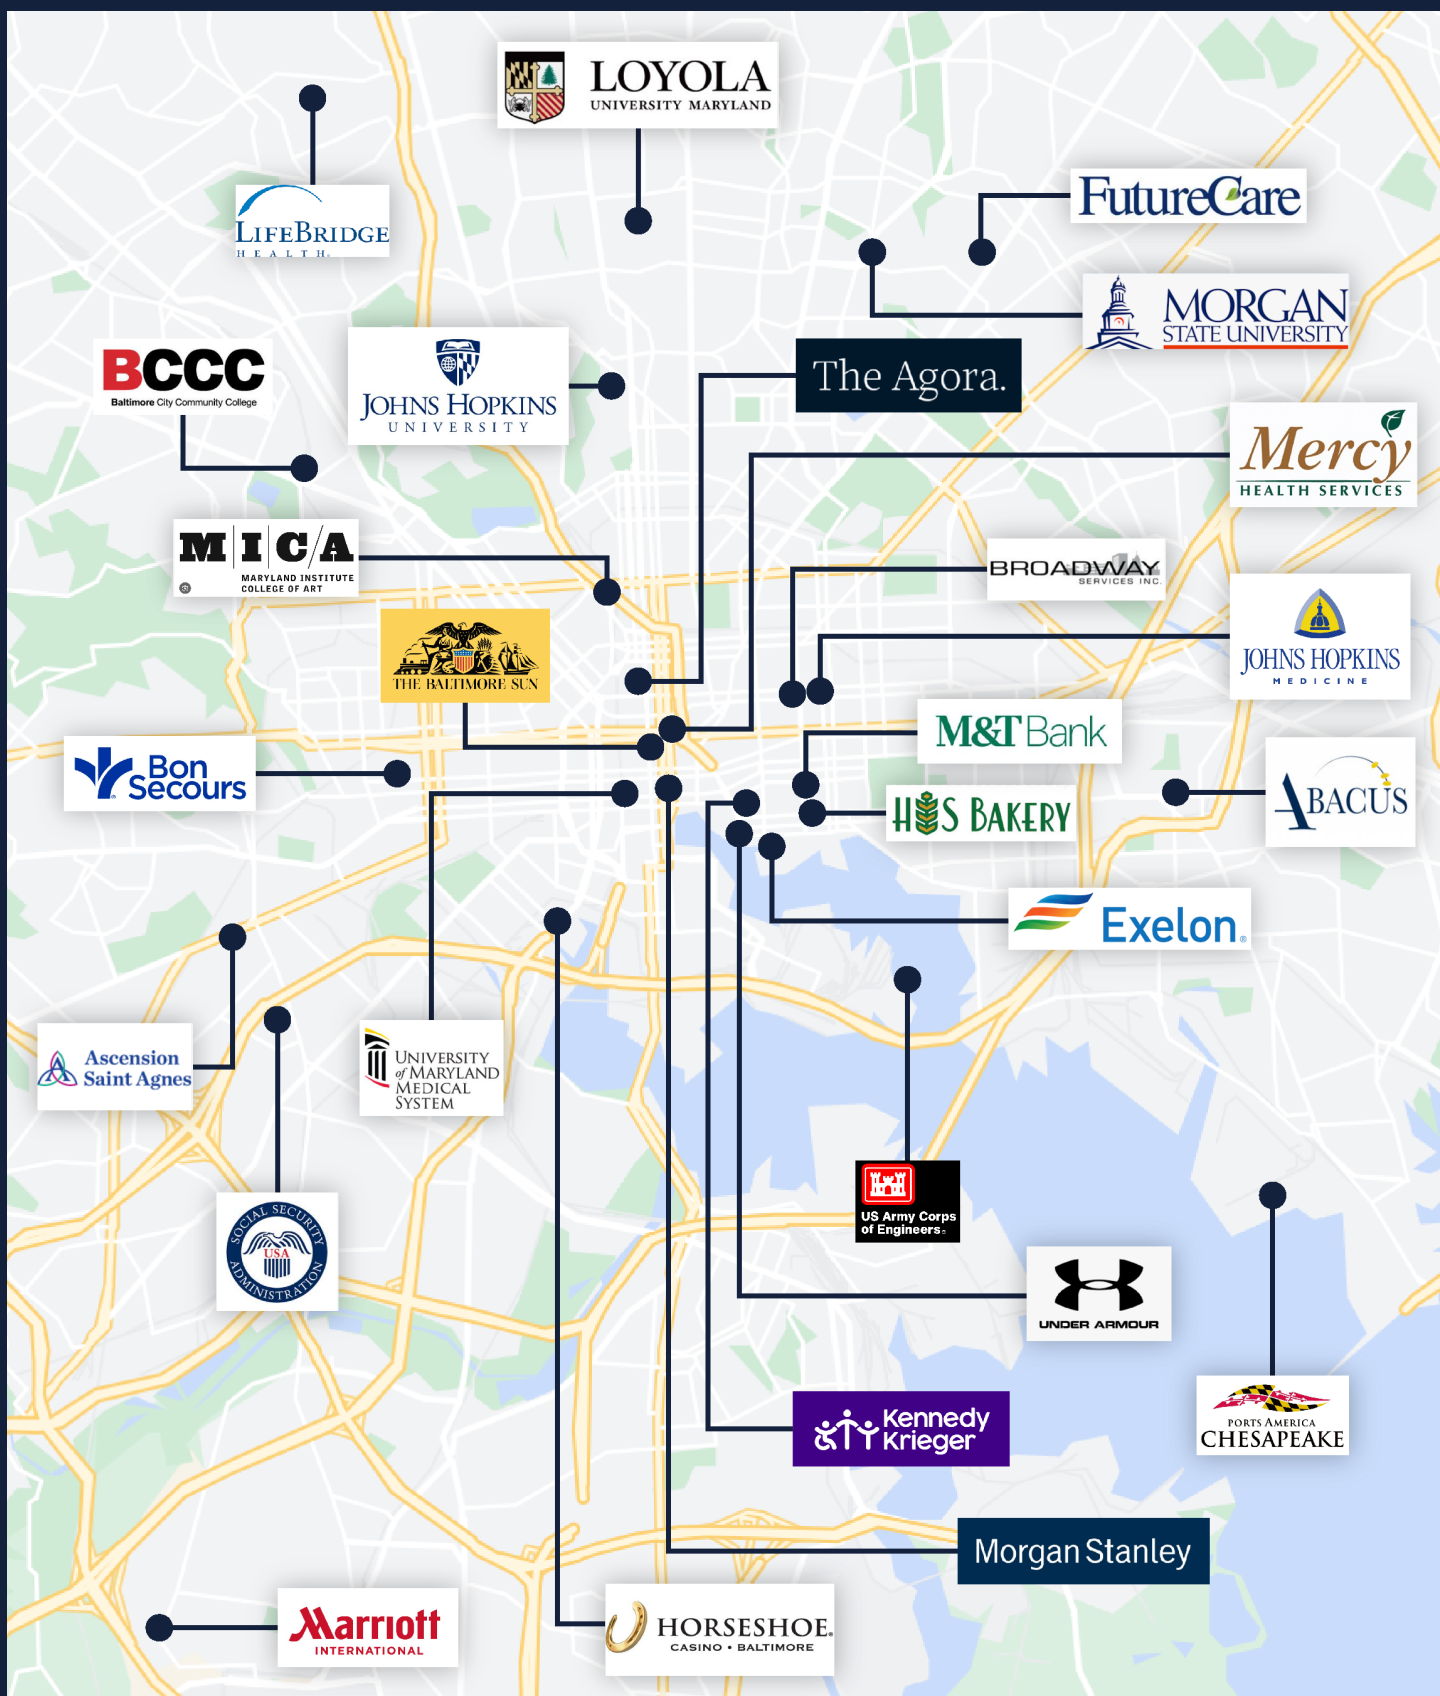 LOYOLA
UNIVERSITY MARYLAND
LIFEBRIDGE
HEALTH
FutureCare
MORGAN
STATE UNIVERSITY
BCCC
Baltimore City Community College
JOHNS HOPKINS
UNIVERSITY
The Agora.
Mercy
HEALTH SERVICES
MICA
MARYLAND INSTITUTE
COLLEGE OF ART
BROADWAY
SERVICES INC.
THE BALTIMORE SUN
JOHNS HOPKINS
MEDICINE
M&T Bank
Bon
Secours
H&S BAKERY
ABACUS
Exelon
Ascension
Saint Agnes
UNIVERSITY
of MARYLAND
MEDICAL
SYSTEM
US Army Corps
of Engineers
SOCIAL SECURITY
USA
ADMINISTRATION
UNDER ARMOUR
PORTS AMERICA
CHESAPEAKE
Kennedy
Krieger
Morgan Stanley
Marriott
INTERNATIONAL
HORSESHOE
CASINO • BALTIMORE